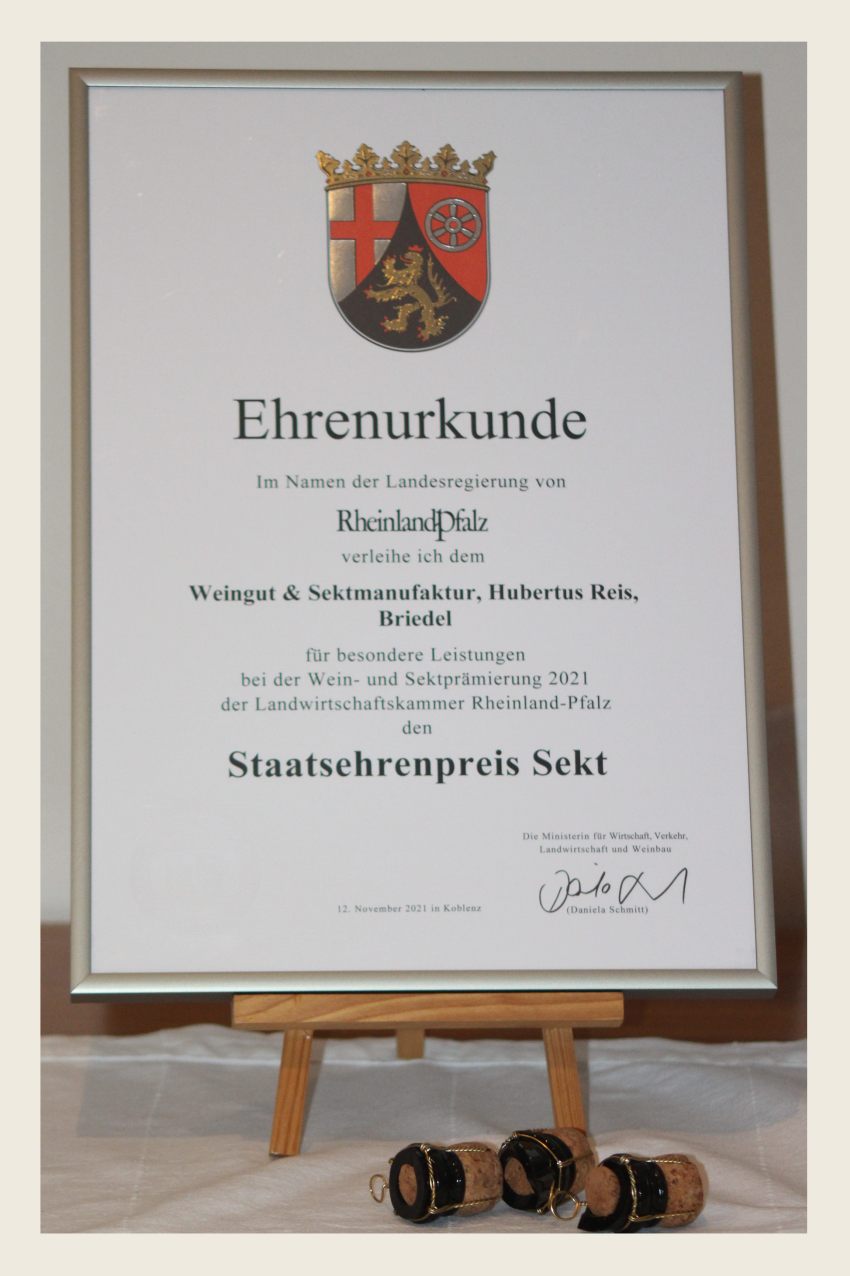 Ehrenurkunde
Im Namen der Landesregierung von
RheinlandPfalz
verleihe ich dem
Weingut & Sektmanufaktur, Hubertus Reis,
Briedel
für besondere Leistungen
bei der Wein- und Sektprämierung 2021
der Landwirtschaftskammer Rheinland-Pfalz
den
Staatsehrenpreis Sekt
Die Ministerin für Wirtschaft, Verkehr,
Landwirtschaft und Weinbau
12. November 2021 in Koblenz
(Daniela Schmitt)